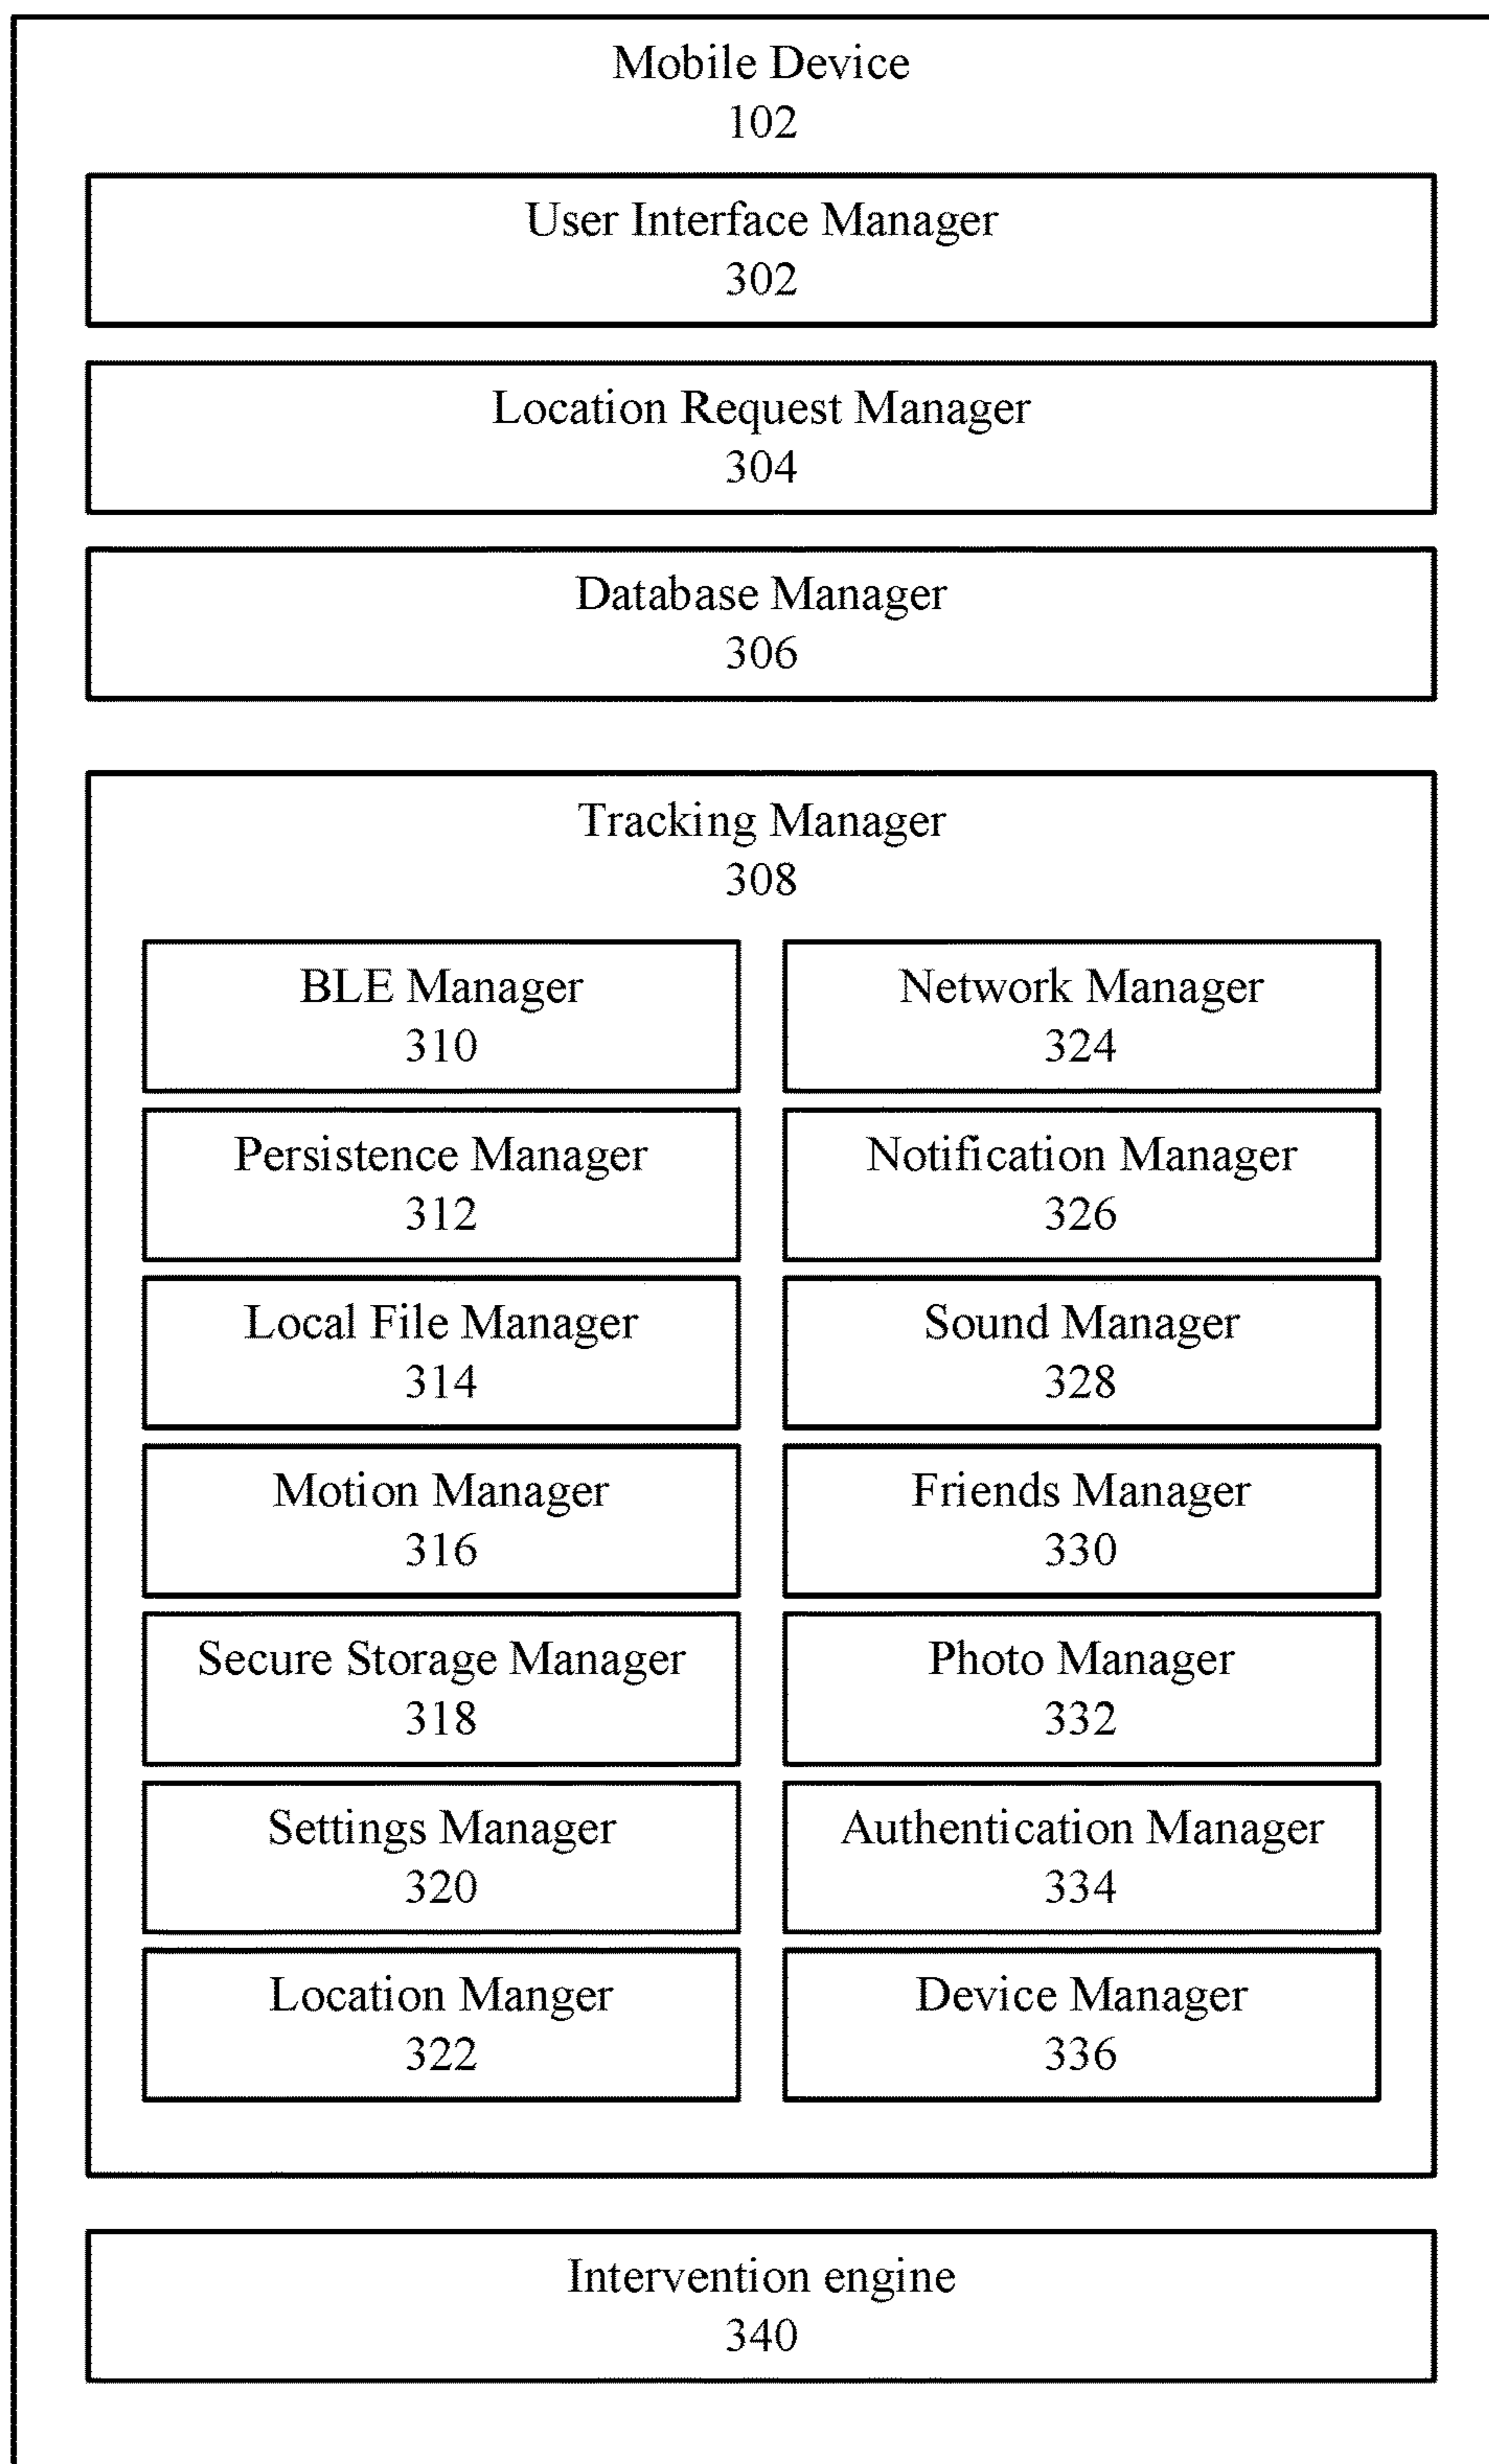 Mobile Device
102
User Interface Manager
302
Location Request Manager
304
Database Manager
306
Tracking Manager
308
BLE Manager
310
Network Manager
324
Persistence Manager
312
Notification Manager
326
Local File Manager
314
Sound Manager
328
Motion Manager
316
Friends Manager
330
Secure Storage Manager
318
Photo Manager
332
Settings Manager
320
Authentication Manager
334
Location Manger
322
Device Manager
336
Intervention engine
340